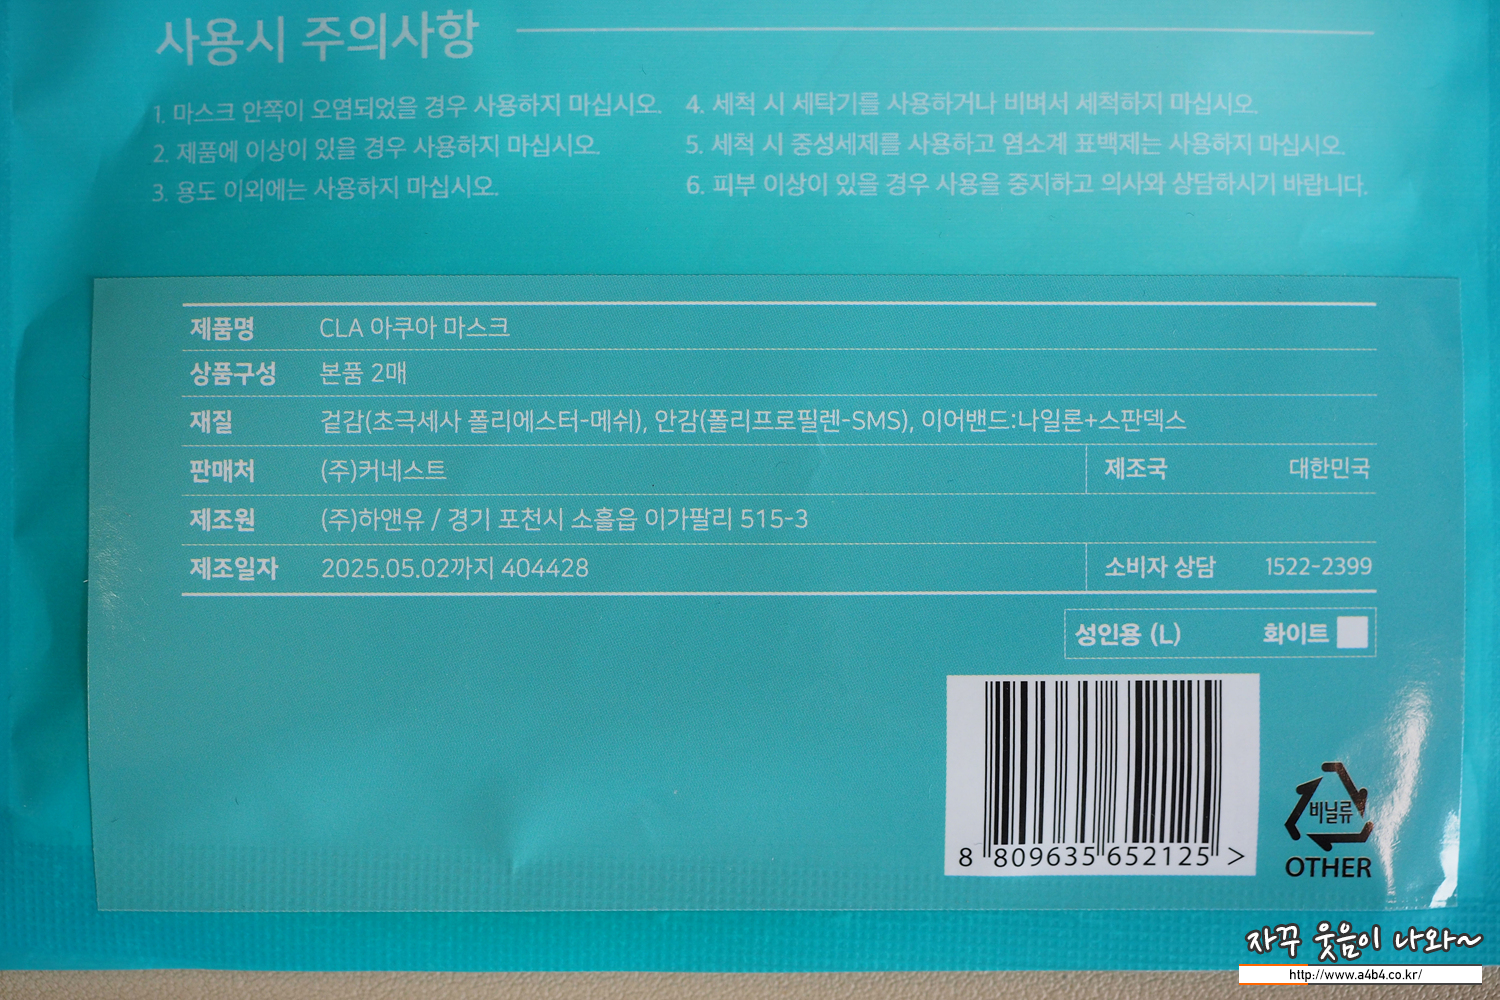 사용시 주의사항
1. 마스크 안쪽이 오염되었을 경우 사용하지 마십시오.
2. 제품에 이상이 있을 경우 사용하지 마십시오.
3. 용도 이외에는 사용하지 마십시오.
4. 세척 시 세탁기를 사용하거나 비벼서 세척하지 마십시오.
5. 세척 시 중성세제를 사용하고 염소계 표백제는 사용하지 마십시오.
6. 피부 이상이 있을 경우 사용을 중지하고 의사와 상담하시기 바랍니다.
제품명 CLA 아쿠아 마스크
상품구성 본품 2매
재질 겉감(초극세사 폴리에스터-메쉬), 안감(폴리프로필렌-SMS), 이어밴드:나일론+스판덱스
판매처 (주)커네스트 제조국 대한민국
제조원 (주)하앤유 / 경기 포천시 소흘읍 이가팔리 515-3
제조일자 2025.05.02까지 404428 소비자 상담 1522-2399
성인용 (L) 화이트
8 809635 652125 >
비닐류
OTHER
자꾸 웃음이 나와~
http://www.a4b4.co.kr/